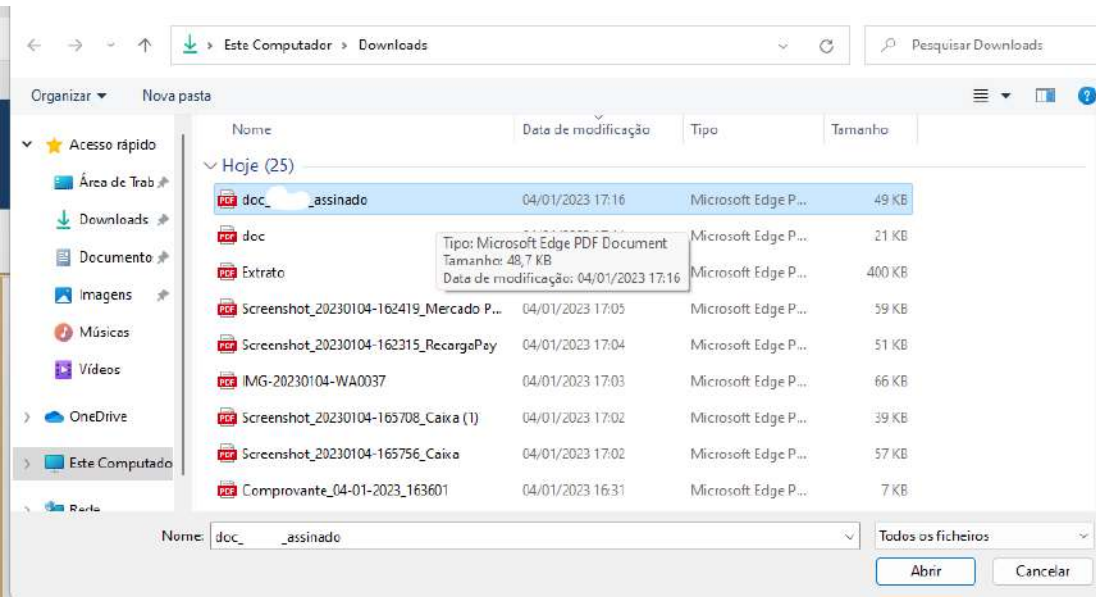 Este Computador > Downloads
Pesquisar Downloads
Organizar
Nova pasta
Nome
Data de modificação
Tipo
Tamanho
Acesso rápido
Área de Trab
Downloads
Documento
Imagens
Músicas
Vídeos
OneDrive
Este Computado
Rede
Hoje (25)
doc_ _assinado 04/01/2023 17:16 Microsoft Edge P... 49 KB
doc Microsoft Edge P... 21 KB
Extrato Microsoft Edge P... 400 KB
Screenshot_20230104-162419_Mercado P... 04/01/2023 17:05 Microsoft Edge P... 59 KB
Screenshot_20230104-162315_RecargaPay 04/01/2023 17:04 Microsoft Edge P... 51 KB
IMG-20230104-WA0037 04/01/2023 17:03 Microsoft Edge P... 66 KB
Screenshot_20230104-165708_Caixa (1) 04/01/2023 17:02 Microsoft Edge P... 39 KB
Screenshot_20230104-165756_Caixa 04/01/2023 17:02 Microsoft Edge P... 57 KB
Comprovante_04-01-2023_163601 04/01/2023 16:31 Microsoft Edge P... 7 KB
Tipo: Microsoft Edge PDF Document
Tamanho: 48,7 KB
Data de modificação: 04/01/2023 17:16
Nome: doc_ _assinado
Todos os ficheiros
Abrir
Cancelar